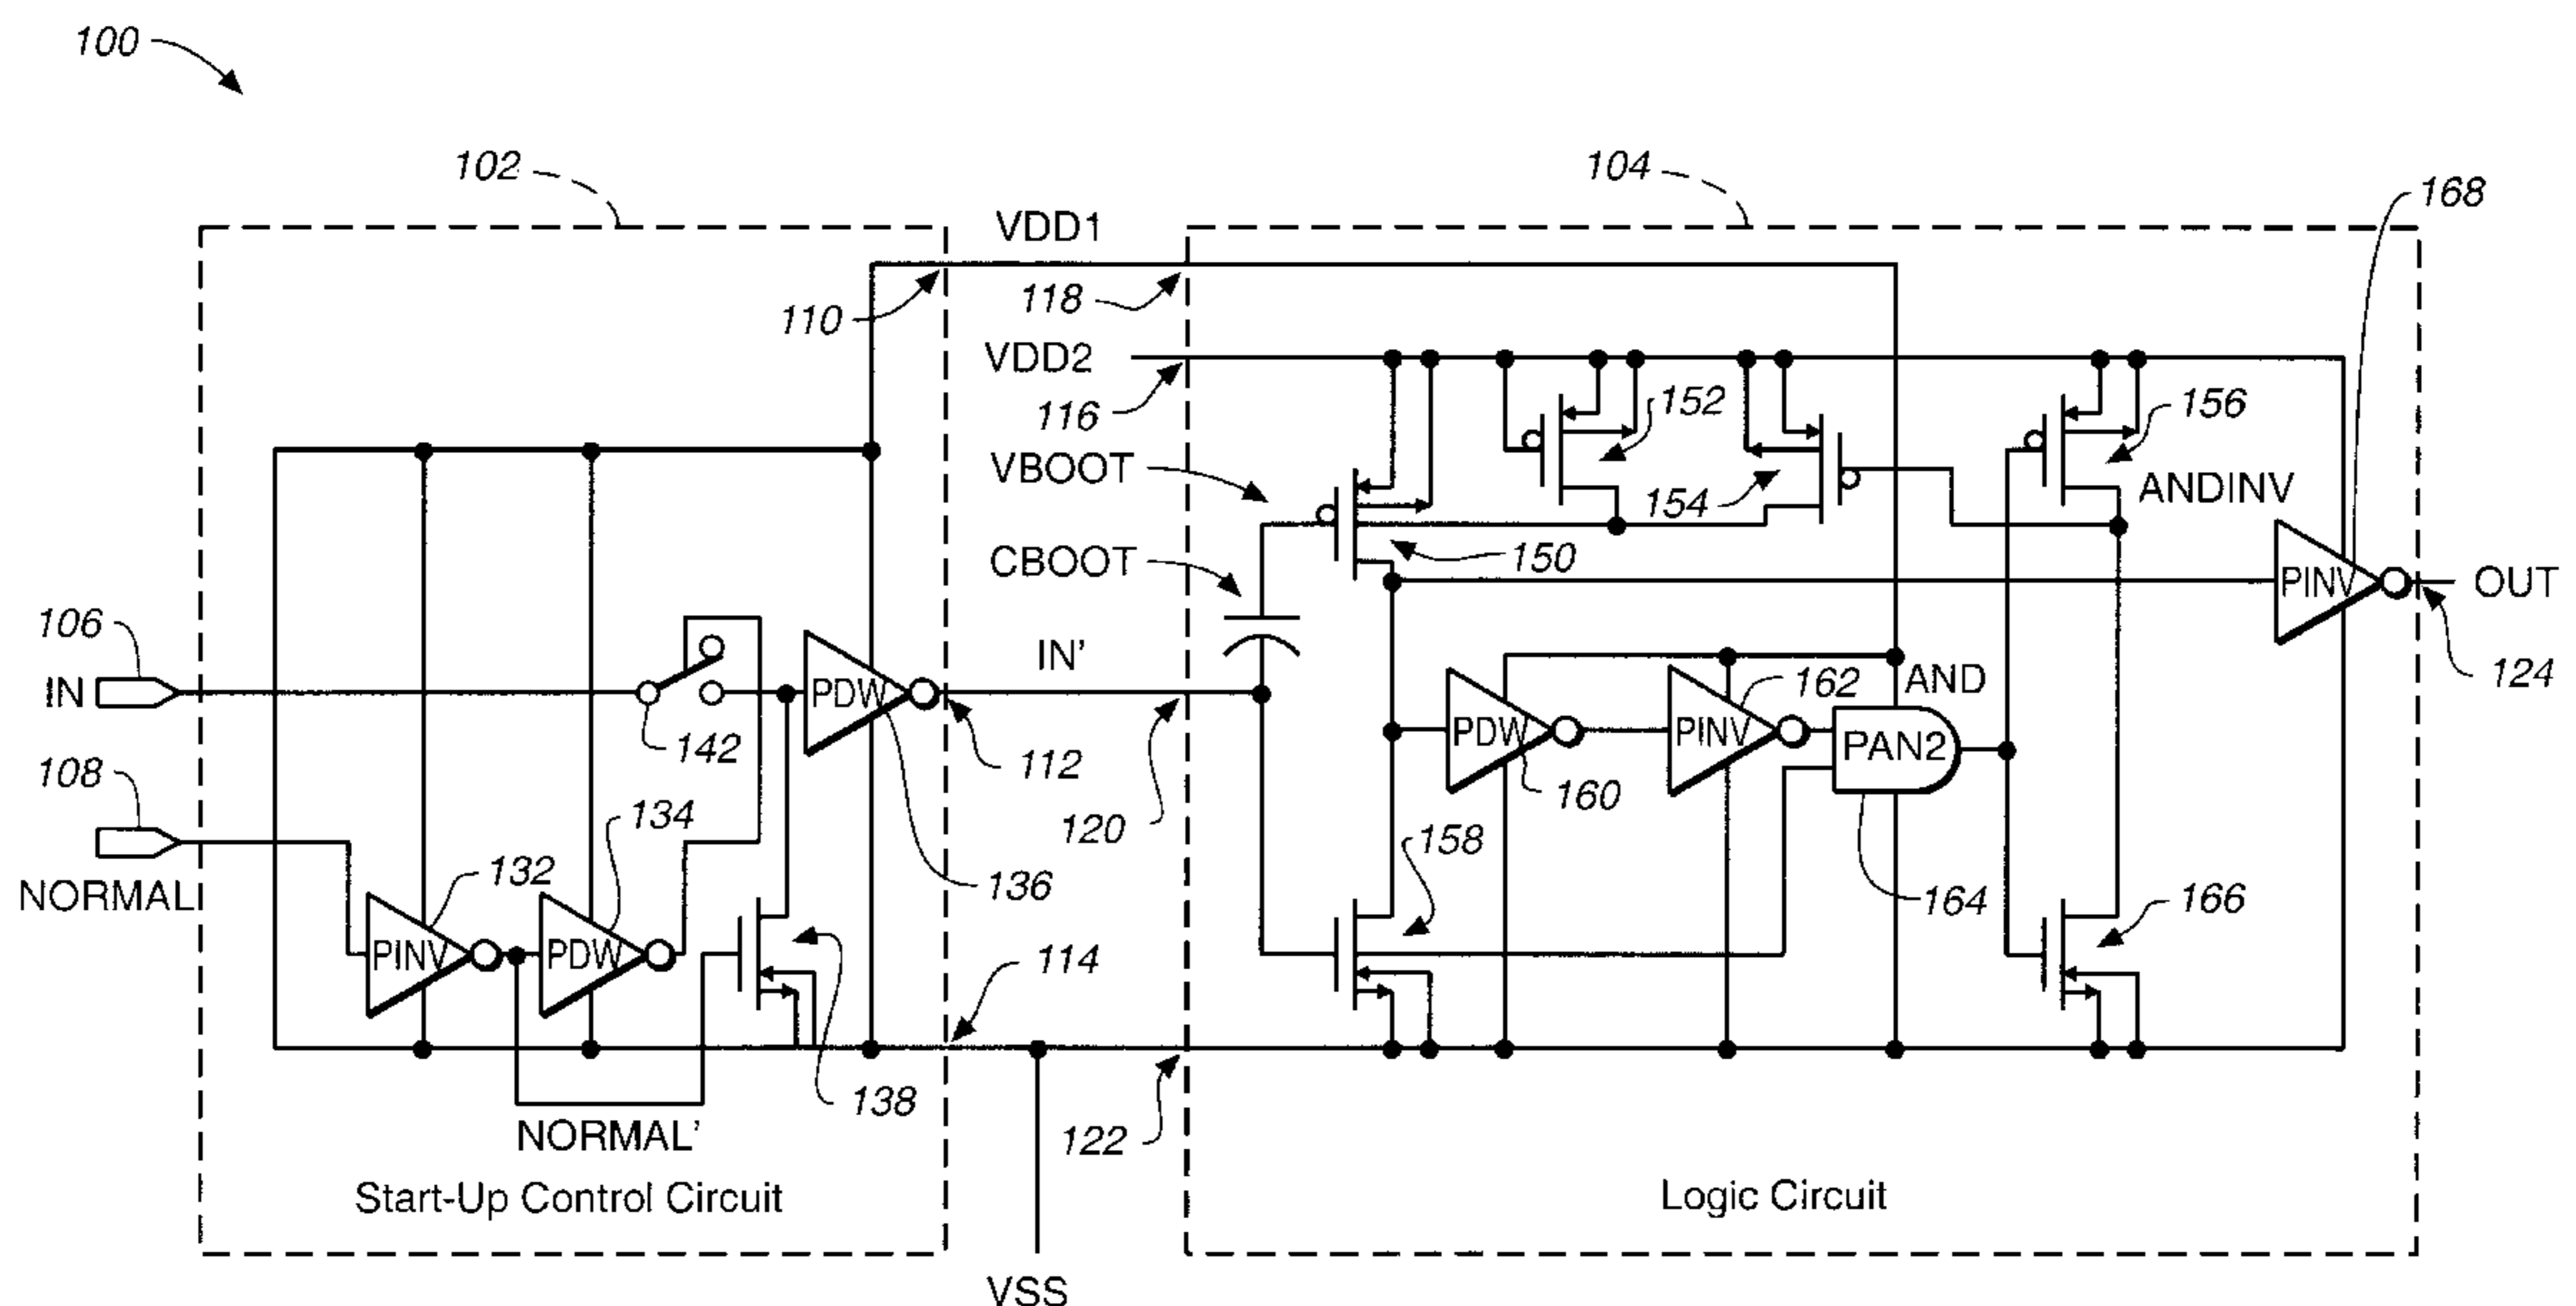 100
102
104
168
VDD1
110
118
VDD2
116
152
156
VBOOT
154
ANDINV
CBOOT
150
PINV
OUT
106
IN
142
PDW
IN'
112
120
PDW
160
PINV
162
AND
PAN2
164
124
108
NORMAL
132
PINV
134
PDW
136
138
114
158
166
122
NORMAL'
Start-Up Control Circuit
Logic Circuit
VSS